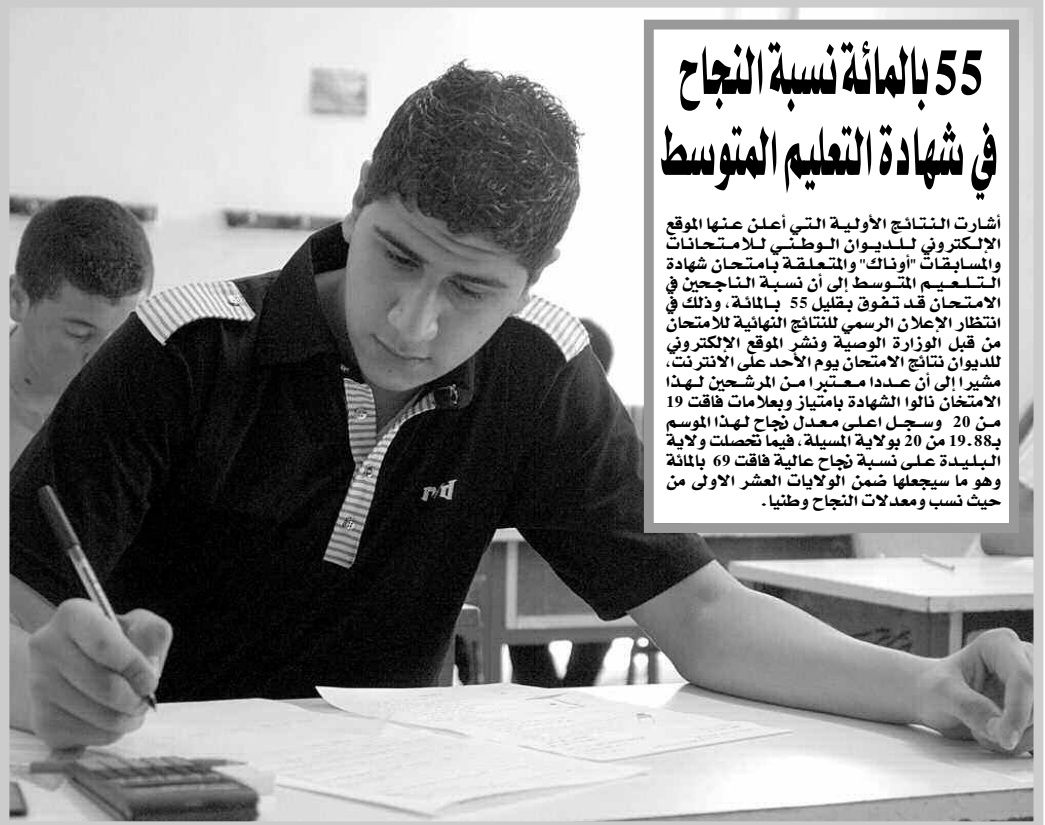 55 بالمائة نسبة النجاح
في شهادة التعليم المتوسط
أشارت النتائج الأولية التي أعلن عنها الموقع
الإلكتروني للديوان الوطني للامتحانات
والمسابقات "أوناك" والمتعلقة بامتحان شهادة
التلعيم المتوسط إلى أن نسبة الناجحين في
الامتحان قد تفوق بقليل 55 بالمائة، وذلك في
انتظار الإعلان الرسمي للنتائج النهائية للامتحان
من قبل الوزارة الوصية ونشر الموقع الإلكتروني
للديوان نتائج الامتحان يوم الأحد على الانترنت،
مشيرا إلى أن عددا معتبرا من المرشحين لهذا
الامتخان نالوا الشهادة بامتياز وبعلامات فاقت 19
من 20 وسجل اعلى معدل نجاح لهذا الموسم
بـ19.88 من 20 بولاية المسيلة، فيما تحصلت ولاية
البليدة على نسبة نجاح عالية فاقت 69 بالمائة
وهو ما سيجعلها ضمن الولايات العشر الاولى من
حيث نسب ومعدلات النجاح وطنيا.